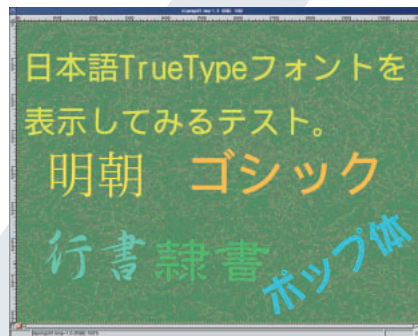 日本語TrueTypeフォントを
表示してみるテスト。
明朝 ゴシック
行書 隷書 ポップ体